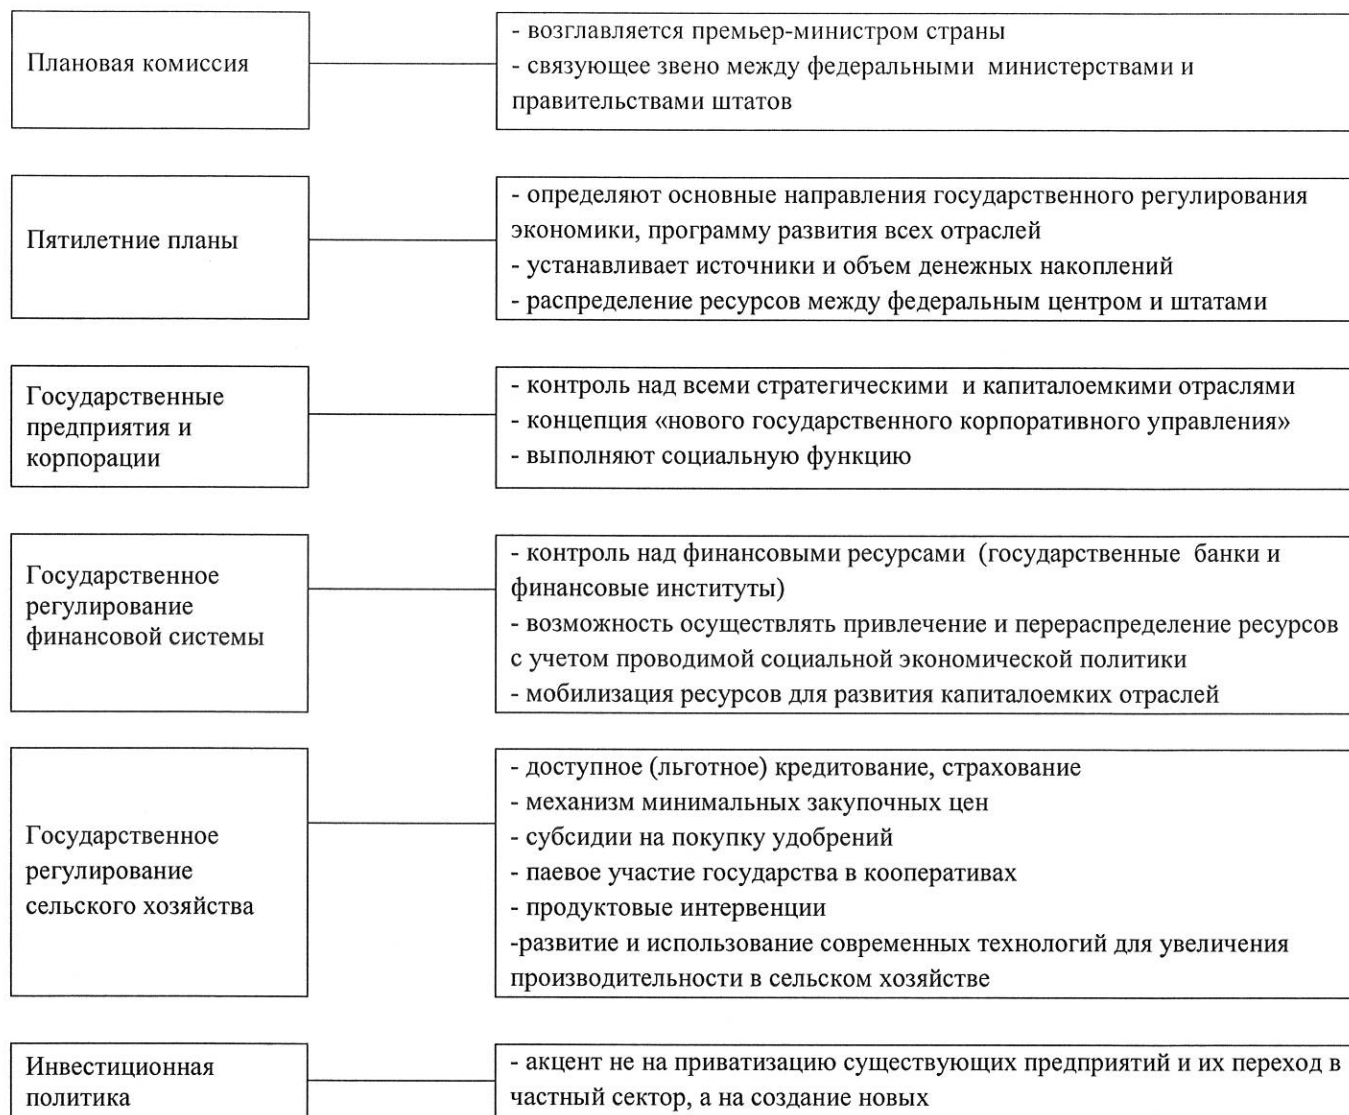 Плановая комиссия
- возглавляется премьер-министром страны
- связующее звено между федеральными министерствами и
правительствами штатов
Пятилетние планы
- определяют основные направления государственного регулирования
экономики, программу развития всех отраслей
- устанавливает источники и объем денежных накоплений
- распределение ресурсов между федеральным центром и штатами
Государственные
предприятия и
корпорации
- контроль над всеми стратегическими и капиталоемкими отраслями
- концепция «нового государственного корпоративного управления»
- выполняют социальную функцию
Государственное
регулирование
финансовой системы
- контроль над финансовыми ресурсами (государственные банки и
финансовые институты)
- возможность осуществлять привлечение и перераспределение ресурсов
с учетом проводимой социальной экономической политики
- мобилизация ресурсов для развития капиталоемких отраслей
Государственное
регулирование
сельского хозяйства
- доступное (льготное) кредитование, страхование
- механизм минимальных закупочных цен
- субсидии на покупку удобрений
- паевое участие государства в кооперативах
- продуктовые интервенции
-развитие и использование современных технологий для увеличения
производительности в сельском хозяйстве
Инвестиционная
политика
- акцент не на приватизацию существующих предприятий и их переход в
частный сектор, а на создание новых